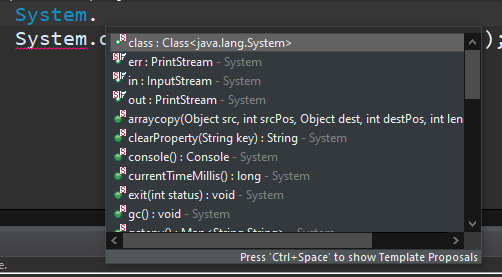 System.
System.
);
class : Class<java.lang.System>
err : PrintStream - System
in : InputStream - System
out : PrintStream - System
arraycopy(Object src, int srcPos, Object dest, int destPos, int len
clearProperty(String key) : String - System
console() : Console - System
currentTimeMillis() : long - System
exit(int status) : void - System
gc() : void - System
Press 'Ctrl+Space' to show Template Proposals
e.